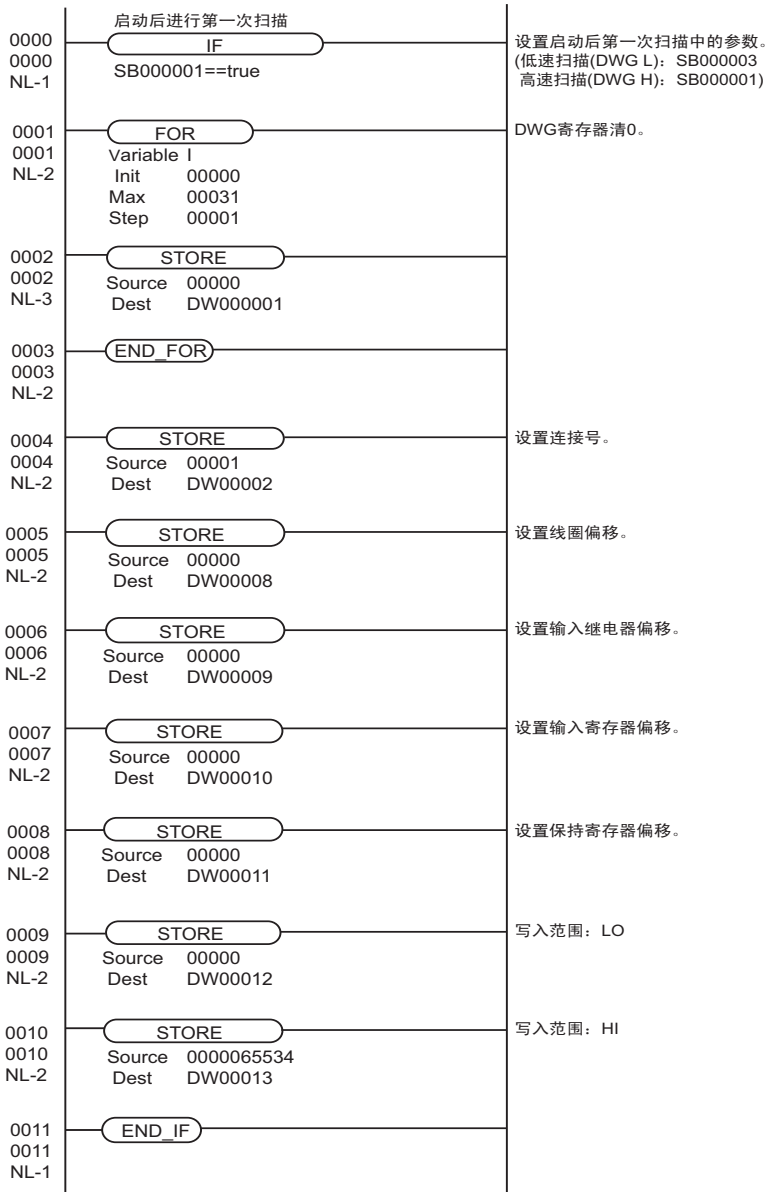 启动后进行第一次扫描
0000
0000
NL-1
IF
SB000001==true
设置启动后第一次扫描中的参数。
(低速扫描(DWG L)：SB000003
高速扫描(DWG H)：SB000001)
0001
0001
NL-2
FOR
Variable I
Init 00000
Max 00031
Step 00001
DWG寄存器清0。
0002
0002
NL-3
STORE
Source 00000
Dest DW000001
0003
0003
NL-2
END_FOR
0004
0004
NL-2
STORE
Source 00001
Dest DW00002
设置连接号。
0005
0005
NL-2
STORE
Source 00000
Dest DW00008
设置线圈偏移。
0006
0006
NL-2
STORE
Source 00000
Dest DW00009
设置输入继电器偏移。
0007
0007
NL-2
STORE
Source 00000
Dest DW00010
设置输入寄存器偏移。
0008
0008
NL-2
STORE
Source 00000
Dest DW00011
设置保持寄存器偏移。
0009
0009
NL-2
STORE
Source 00000
Dest DW00012
写入范围：LO
0010
0010
NL-2
STORE
Source 0000065534
Dest DW00013
写入范围：HI
0011
0011
NL-1
END_IF